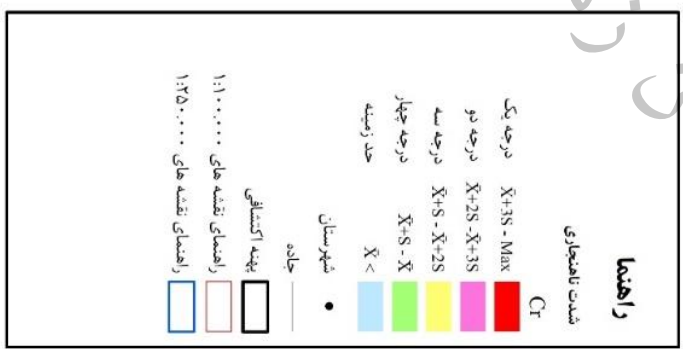 راهنما
شدت ناهنجاری
Cr
درجه یک X̄+3S - Max
درجه دو X̄+2S -X̄+3S
درجه سه X̄+S - X̄+2S
درجه چهار X̄+S - X̄
حد زمینه X̄ <
شهرستان
جاده
پهنه اکتشافی
راهنمای نقشه های ۱:۱۰۰.۰۰۰
راهنمای نقشه های ۱:۲۵۰.۰۰۰